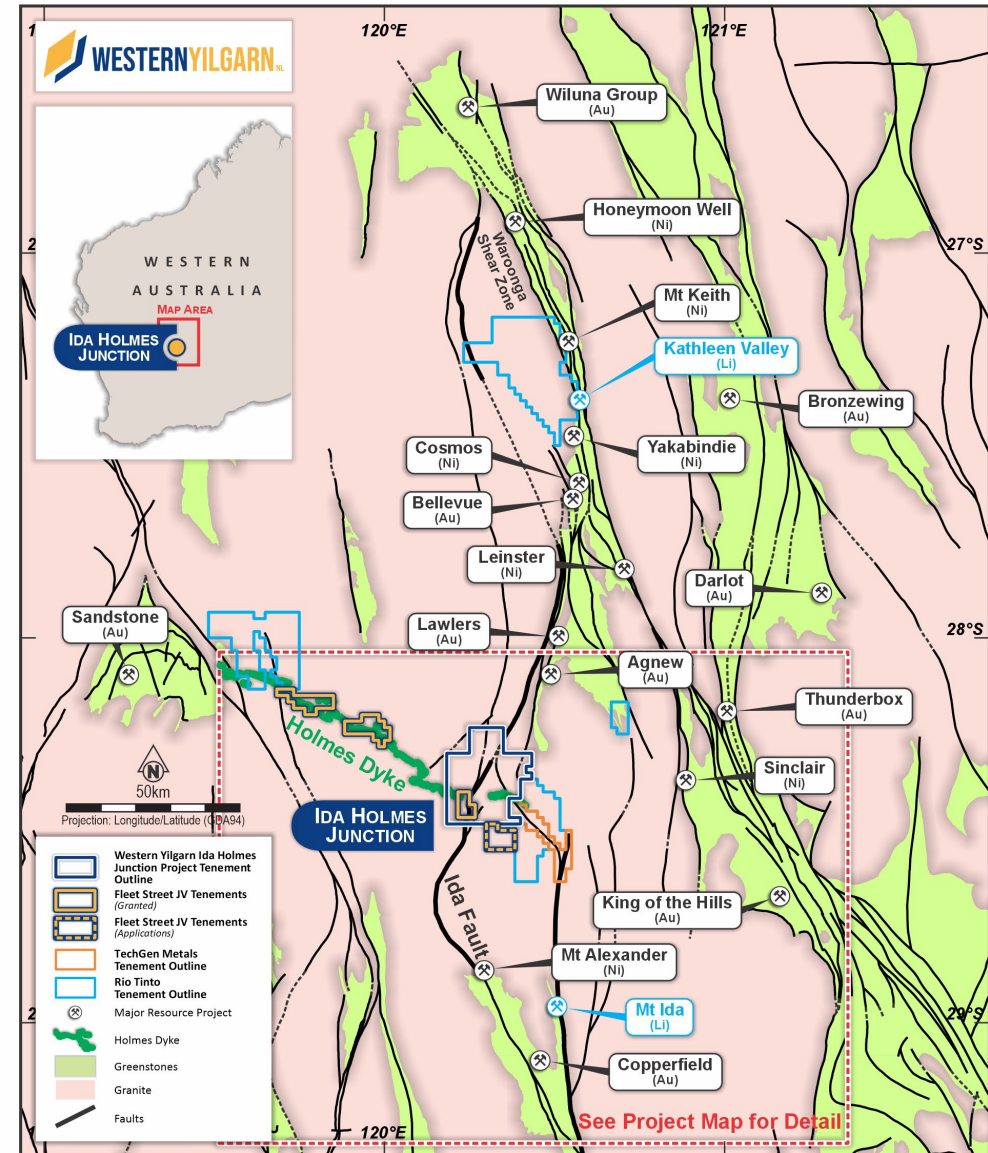 120°E
121°E
WESTERNYILGARN NL
Wiluna Group
(Au)
WESTERN
AUSTRALIA
MAP AREA
IDA HOLMES
JUNCTION
Honeymoon Well
(Ni)
Waroonga
Shear Zone
27°S
Mt Keith
(Ni)
Kathleen Valley
(Li)
Bronzewing
(Au)
Cosmos
(Ni)
Yakabindie
(Ni)
Bellevue
(Au)
Leinster
(Ni)
Darlot
(Au)
Sandstone
(Au)
Lawlers
(Au)
28°S
Agnew
(Au)
Thunderbox
(Au)
Holmes Dyke
Sinclair
(Ni)
N
50km
Projection: Longitude/Latitude (GDA94)
IDA HOLMES
JUNCTION
Western Yilgarn Ida Holmes
Junction Project Tenement
Outline
Fleet Street JV Tenements
(Granted)
Fleet Street JV Tenements
(Applications)
TechGen Metals
Tenement Outline
Rio Tinto
Tenement Outline
Major Resource Project
Holmes Dyke
Greenstones
Granite
Faults
Ida Fault
King of the Hills
(Au)
Mt Alexander
(Ni)
Mt Ida
(Li)
29°S
Copperfield
(Au)
See Project Map for Detail
120°E